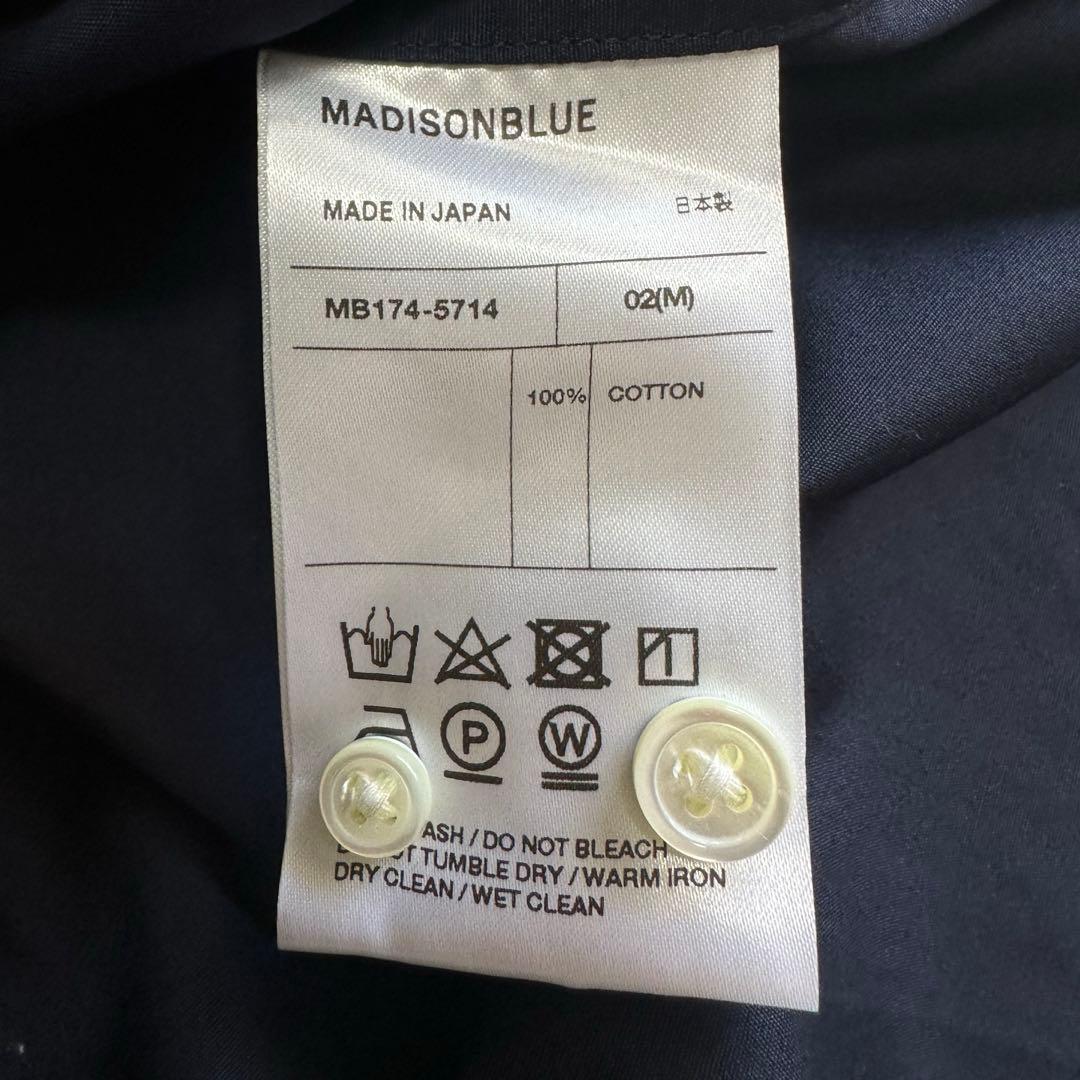 MADISONBLUE
MADE IN JAPAN 日本製
MB174-5714 02(M)
100% COTTON
P W
ASH / DO NOT BLEACH
TUMBLE DRY / WARM IRON
DRY CLEAN / WET CLEAN